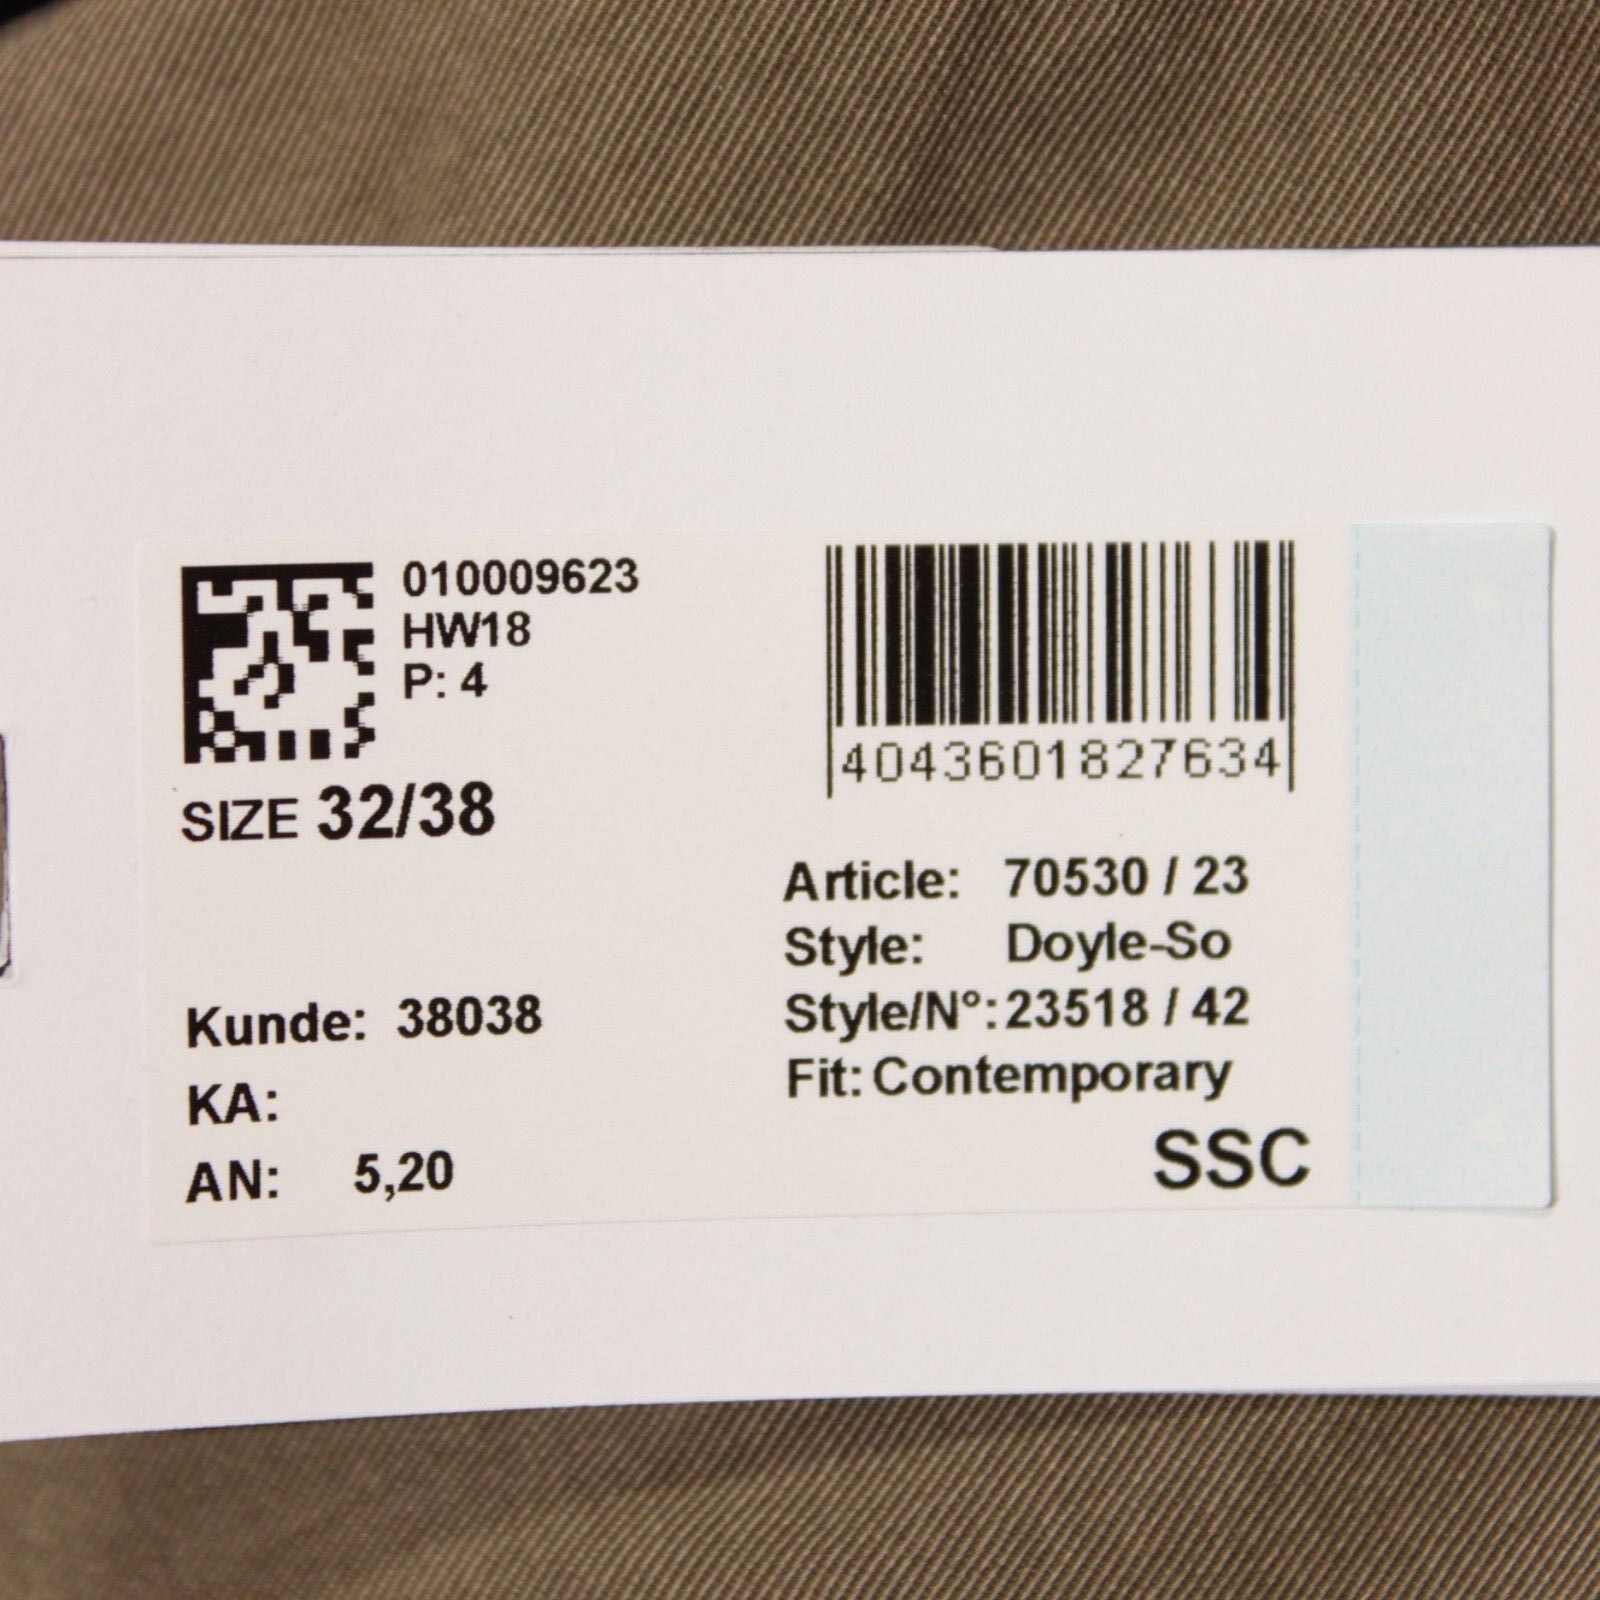 010009623
HW18
P: 4
SIZE 32/38
Kunde: 38038
KA:
AN: 5,20
4043601827634
Article: 70530 / 23
Style: Doyle-So
Style/N°: 23518 / 42
Fit: Contemporary
SSC